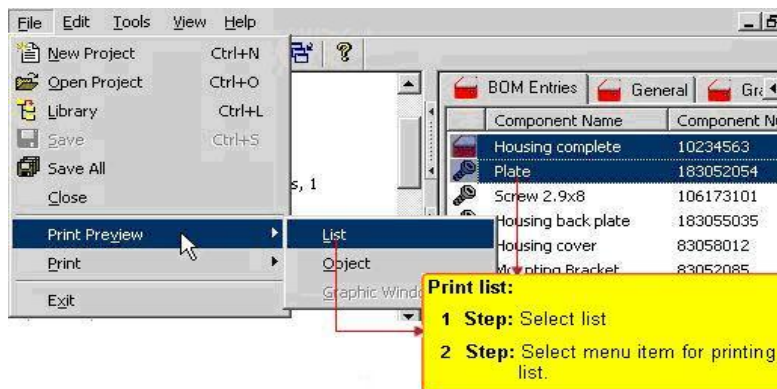 File Edit Tools View Help
New Project Ctrl+N
Open Project Ctrl+O
Library Ctrl+L
Save Ctrl+S
Save All
Close
Print Preview
Print
Exit
List
Object
Graphic
s, 1
BOM Entries General
Component Name Component
Housing complete 10234563
Plate 183052054
Screw 2.9x8 106173101
Housing back plate 183055035
Housing cover 83058012
Mounting Bracket 83052085
Print list:
1 Step: Select list
2 Step: Select menu item for printing
list.